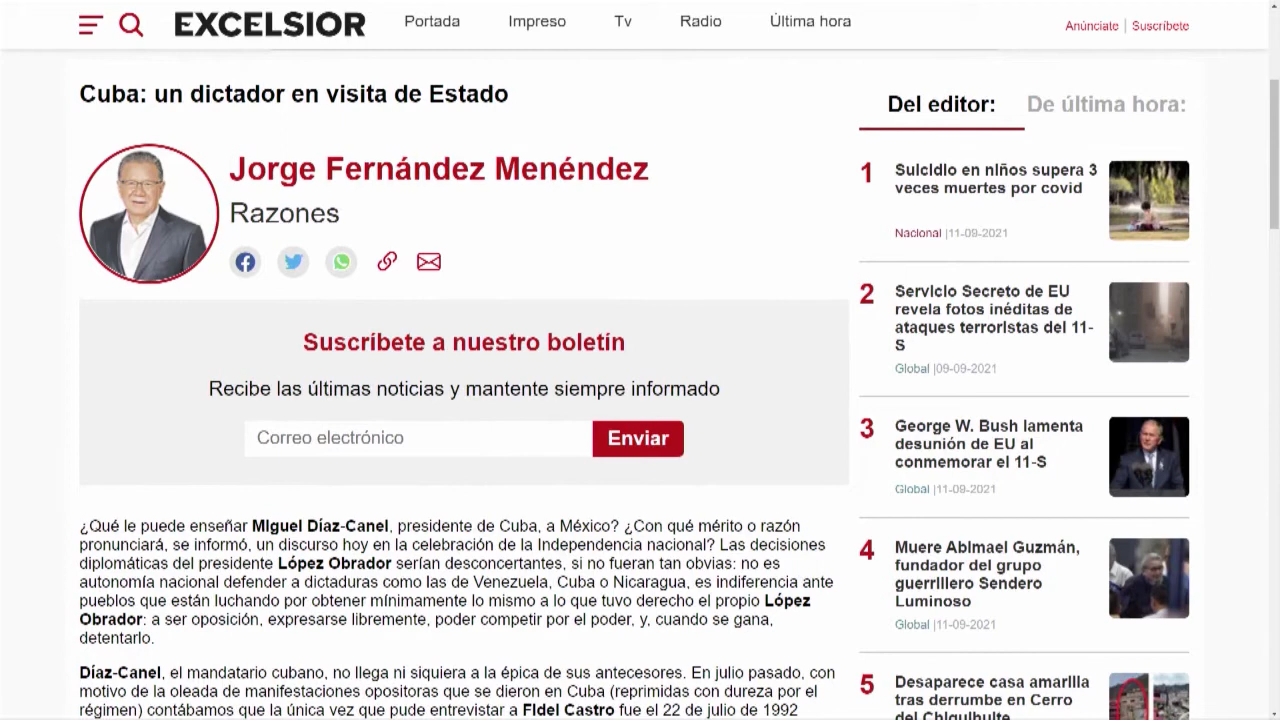 EXCELSIOR
Portada Impreso Tv Radio Última hora
Anúnciate | Suscríbete
Cuba: un dictador en visita de Estado
Jorge Fernández Menéndez
Razones
Suscríbete a nuestro boletín
Recibe las últimas noticias y mantente siempre informado
Correo electrónico Enviar
¿Qué le puede enseñar Miguel Díaz-Canel, presidente de Cuba, a México? ¿Con qué mérito o razón
pronunciará, se informó, un discurso hoy en la celebración de la Independencia nacional? Las decisiones
diplomáticas del presidente López Obrador serían desconcertantes, si no fueran tan obvias: no es
autonomía nacional defender a dictaduras como las de Venezuela, Cuba o Nicaragua, es indiferencia ante
pueblos que están luchando por obtener mínimamente lo mismo a lo que tuvo derecho el propio López
Obrador: a ser oposición, expresarse libremente, poder competir por el poder, y, cuando se gana,
detentarlo.
Díaz-Canel, el mandatario cubano, no llega ni siquiera a la épica de sus antecesores. En julio pasado, con
motivo de la oleada de manifestaciones opositoras que se dieron en Cuba (reprimidas con dureza por el
régimen) contábamos que la única vez que pude entrevistar a Fidel Castro fue el 22 de julio de 1992
Del editor: De última hora:
1 Suicidio en niños supera 3
veces muertes por covid
Nacional |11-09-2021
2 Servicio Secreto de EU
revela fotos inéditas de
ataques terroristas del 11-
S
Global |09-09-2021
3 George W. Bush lamenta
desunión de EU al
conmemorar el 11-S
Global |11-09-2021
4 Muere Abimael Guzmán,
fundador del grupo
guerrillero Sendero
Luminoso
Global |11-09-2021
5 Desaparece casa amarilla
tras derrumbe en Cerro
del Chiquihuite